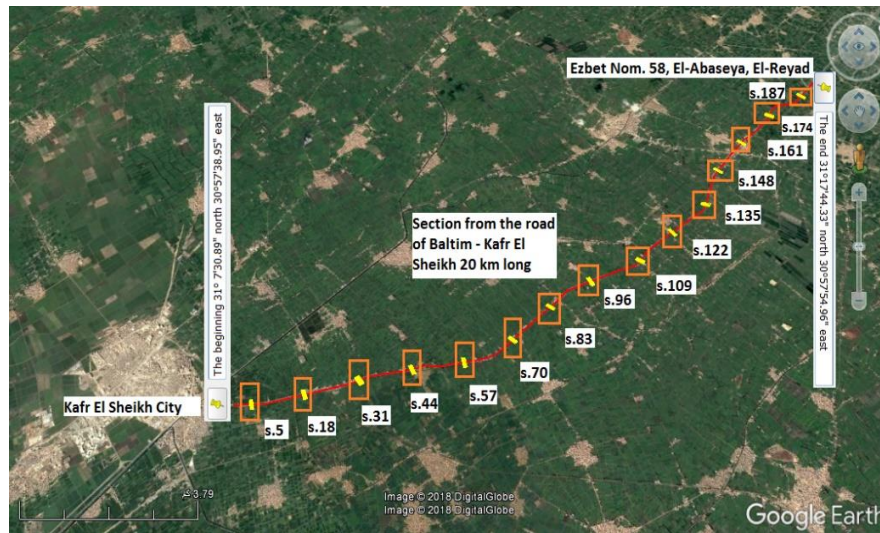 Ezbet Nom. 58, El-Abaseya, El-Reyad
s.187
s.174
s.161
s.148
s.135
s.122
s.109
s.96
s.83
s.70
s.57
s.44
s.31
s.18
s.5
Section from the road
of Baltim - Kafr El
Sheikh 20 km long
The beginning 31° 7'30.89" north 30°57'38.95" east
The end 31°17'44.33" north 30°57'54.96" east
Kafr El Sheikh City
كم 3.79
Image © 2018 DigitalGlobe
Image © 2018 DigitalGlobe
Google Earth